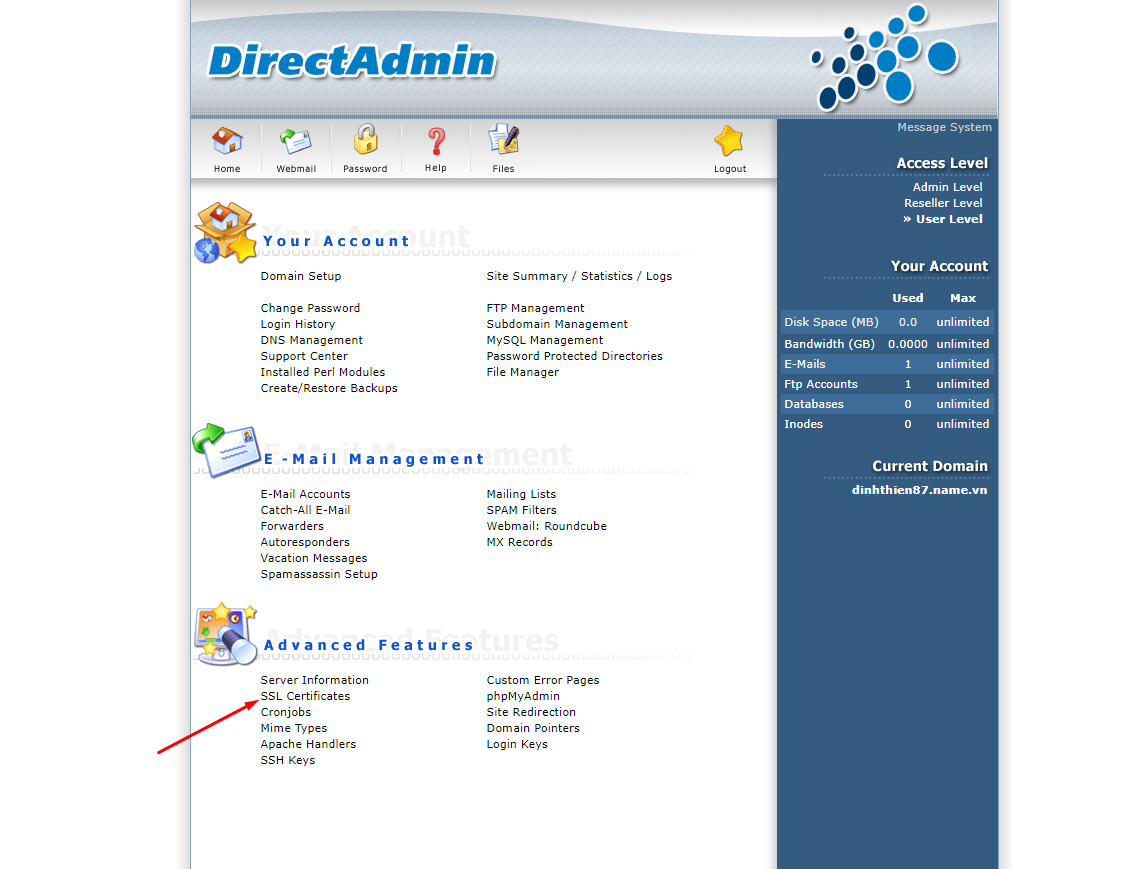 DirectAdmin
Home Webmail Password Help Files Logout
Your Account
Domain Setup Site Summary / Statistics / Logs
Change Password FTP Management
Login History Subdomain Management
DNS Management MySQL Management
Support Center Password Protected Directories
Installed Perl Modules File Manager
Create/Restore Backups
E-Mail Management
E-Mail Accounts Mailing Lists
Catch-All E-Mail SPAM Filters
Forwarders Webmail: Roundcube
Autoresponders MX Records
Vacation Messages
Spamassassin Setup
Advanced Features
Server Information Custom Error Pages
SSL Certificates phpMyAdmin
Cronjobs Site Redirection
Mime Types Domain Pointers
Apache Handlers Login Keys
SSH Keys
Message System
Access Level
Admin Level
Reseller Level
» User Level
Your Account
Used Max
Disk Space (MB) 0.0 unlimited
Bandwidth (GB) 0.0000 unlimited
E-Mails 1 unlimited
Ftp Accounts 1 unlimited
Databases 0 unlimited
Inodes 0 unlimited
Current Domain
dinhthien87.name.vn